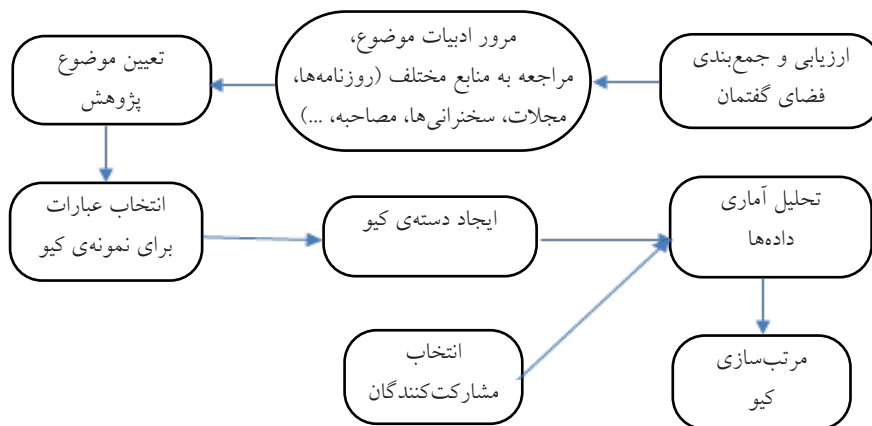 ارزیابی و جمع‌بندی
فضای گفتمان
مرور ادبیات موضوع،
مراجعه به منابع مختلف (روزنامه‌ها،
مجلات، سخنرانی‌ها، مصاحبه، ...)
تعیین موضوع
پژوهش
انتخاب عبارات
برای نمونه‌ی کیو
ایجاد دسته‌ی کیو
تحلیل آماری
داده‌ها
انتخاب
مشارکت‌کنندگان
مرتب‌سازی
کیو